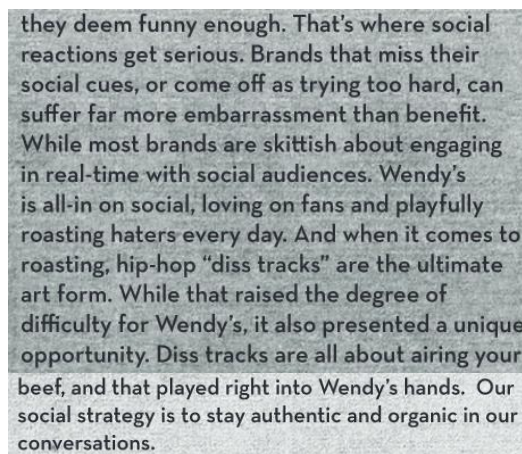 they deem funny enough. That's where social
reactions get serious. Brands that miss their
social cues, or come off as trying too hard, can
suffer far more embarrassment than benefit.
While most brands are skittish about engaging
in real-time with social audiences. Wendy's
is all-in on social, loving on fans and playfully
roasting haters every day. And when it comes to
roasting, hip-hop “diss tracks” are the ultimate
art form. While that raised the degree of
difficulty for Wendy's, it also presented a unique
opportunity. Diss tracks are all about airing your
beef, and that played right into Wendy's hands. Our
social strategy is to stay authentic and organic in our
conversations.